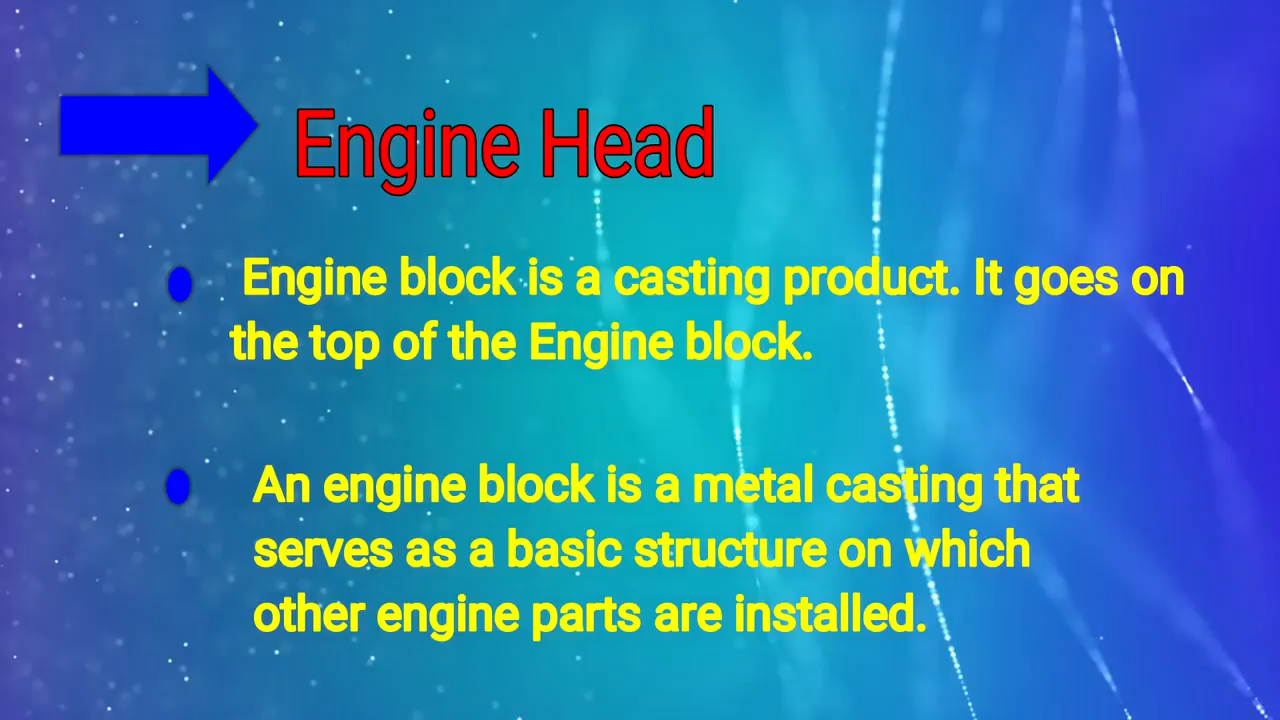 Engine Head
Engine block is a casting product. It goes on
the top of the Engine block.
An engine block is a metal casting that
serves as a basic structure on which
other engine parts are installed.